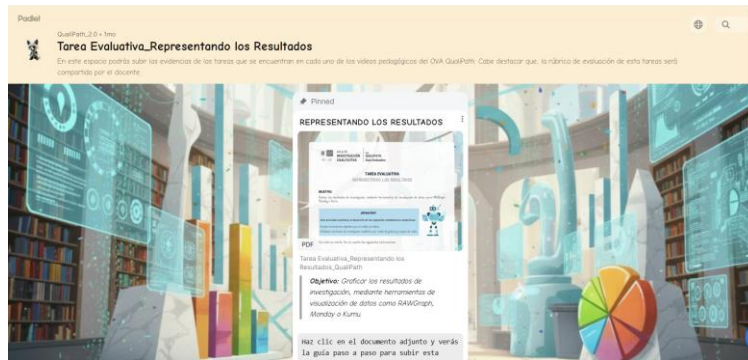 Padlet
QualiPath_2.0 • 1mo
Tarea Evaluativa_Representando los Resultados
En este espacio podrás subir las evidencias de las tareas que se encuentran en cada uno de los videos pedagógicos del OVA QualiPath. Cabe destacar que, la rúbrica de evaluación de esta tareas será
compartida por el docente
Pinned
REPRESENTANDO LOS RESULTADOS
TAREA EVALUATIVA
REPRESENTANDO LOS RESULTADOS
PDF
Tarea Evaluativa_Representando los
Resultados_QualiPath
Objetivo: Graficar los resultados de
investigación, mediante herramientas de
visualización de datos como RAWGraph,
Monday o Kumu.
Haz clic en el documento adjunto y verás
la guía paso a paso para subir esta